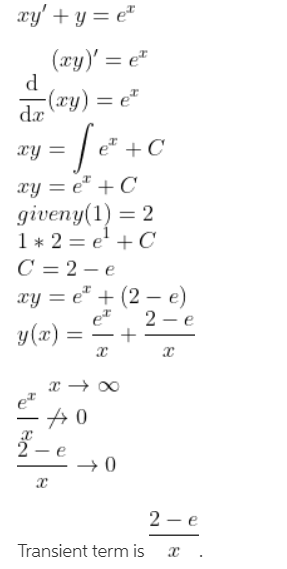 xy' + y = e^x
(xy)' = e^x
d/dx (xy) = e^x
xy = ∫ e^x + C
xy = e^x + C
giveny(1) = 2
1 * 2 = e^1 + C
C = 2 − e
xy = e^x + (2 − e)
y(x) = e^x/x + (2 − e)/x
x → ∞
e^x/x ↛ 0
(2 − e)/x → 0
Transient term is (2 − e)/x .